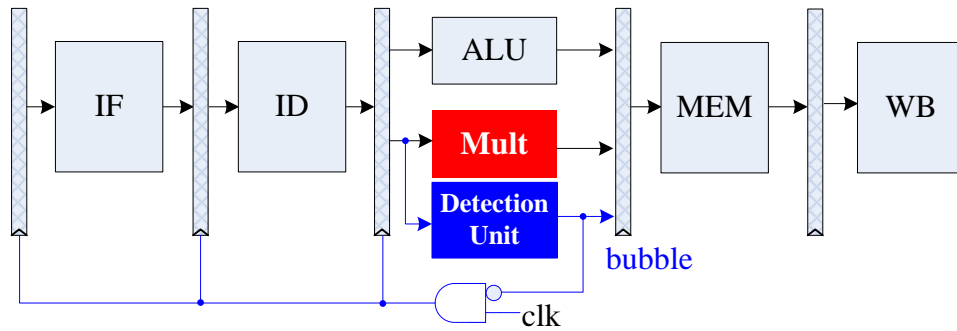 ALU
IF
ID
MEM
WB
Mult
Detection
Unit
bubble
clk